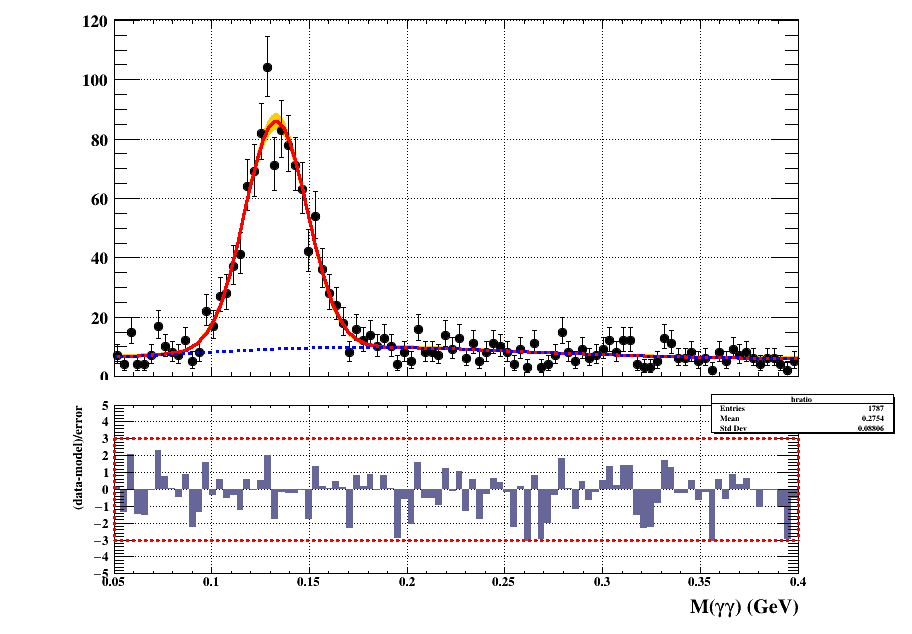 120
100
80
60
40
20
0
hratio
Entries 1787
Mean 0.2754
Std Dev 0.08806
(data-model)/error
5
4
3
2
1
0
−1
−2
−3
−4
−5
0.05 0.1 0.15 0.2 0.25 0.3 0.35 0.4
M(γγ) (GeV)